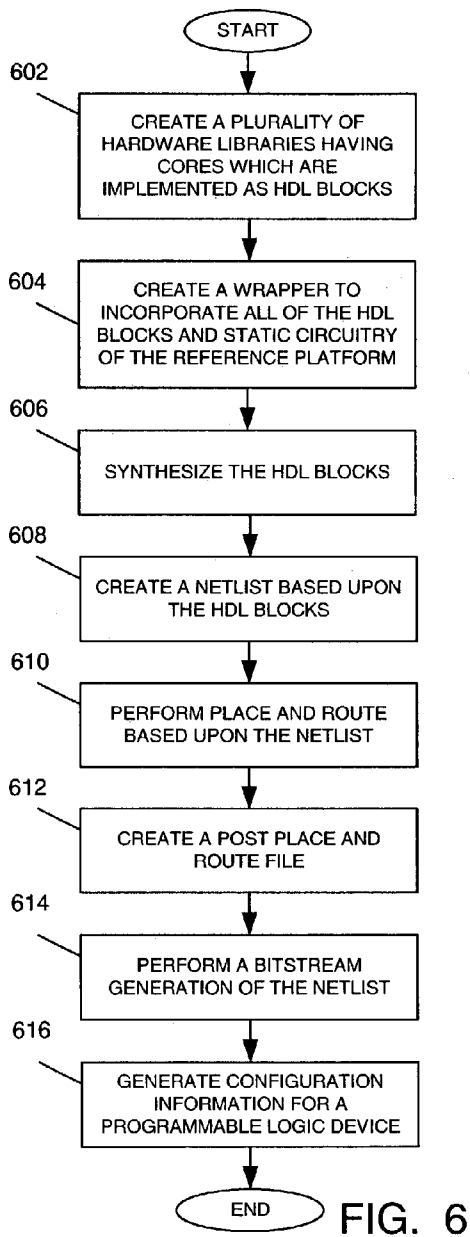 START
602
CREATE A PLURALITY OF
HARDWARE LIBRARIES HAVING
CORES WHICH ARE
IMPLEMENTED AS HDL BLOCKS
604
CREATE A WRAPPER TO
INCORPORATE ALL OF THE HDL
BLOCKS AND STATIC CIRCUITRY
OF THE REFERENCE PLATFORM
606
SYNTHESIZE THE HDL BLOCKS
608
CREATE A NETLIST BASED UPON
THE HDL BLOCKS
610
PERFORM PLACE AND ROUTE
BASED UPON THE NETLIST
612
CREATE A POST PLACE AND
ROUTE FILE
614
PERFORM A BITSTREAM
GENERATION OF THE NETLIST
616
GENERATE CONFIGURATION
INFORMATION FOR A
PROGRAMMABLE LOGIC DEVICE
END
FIG. 6